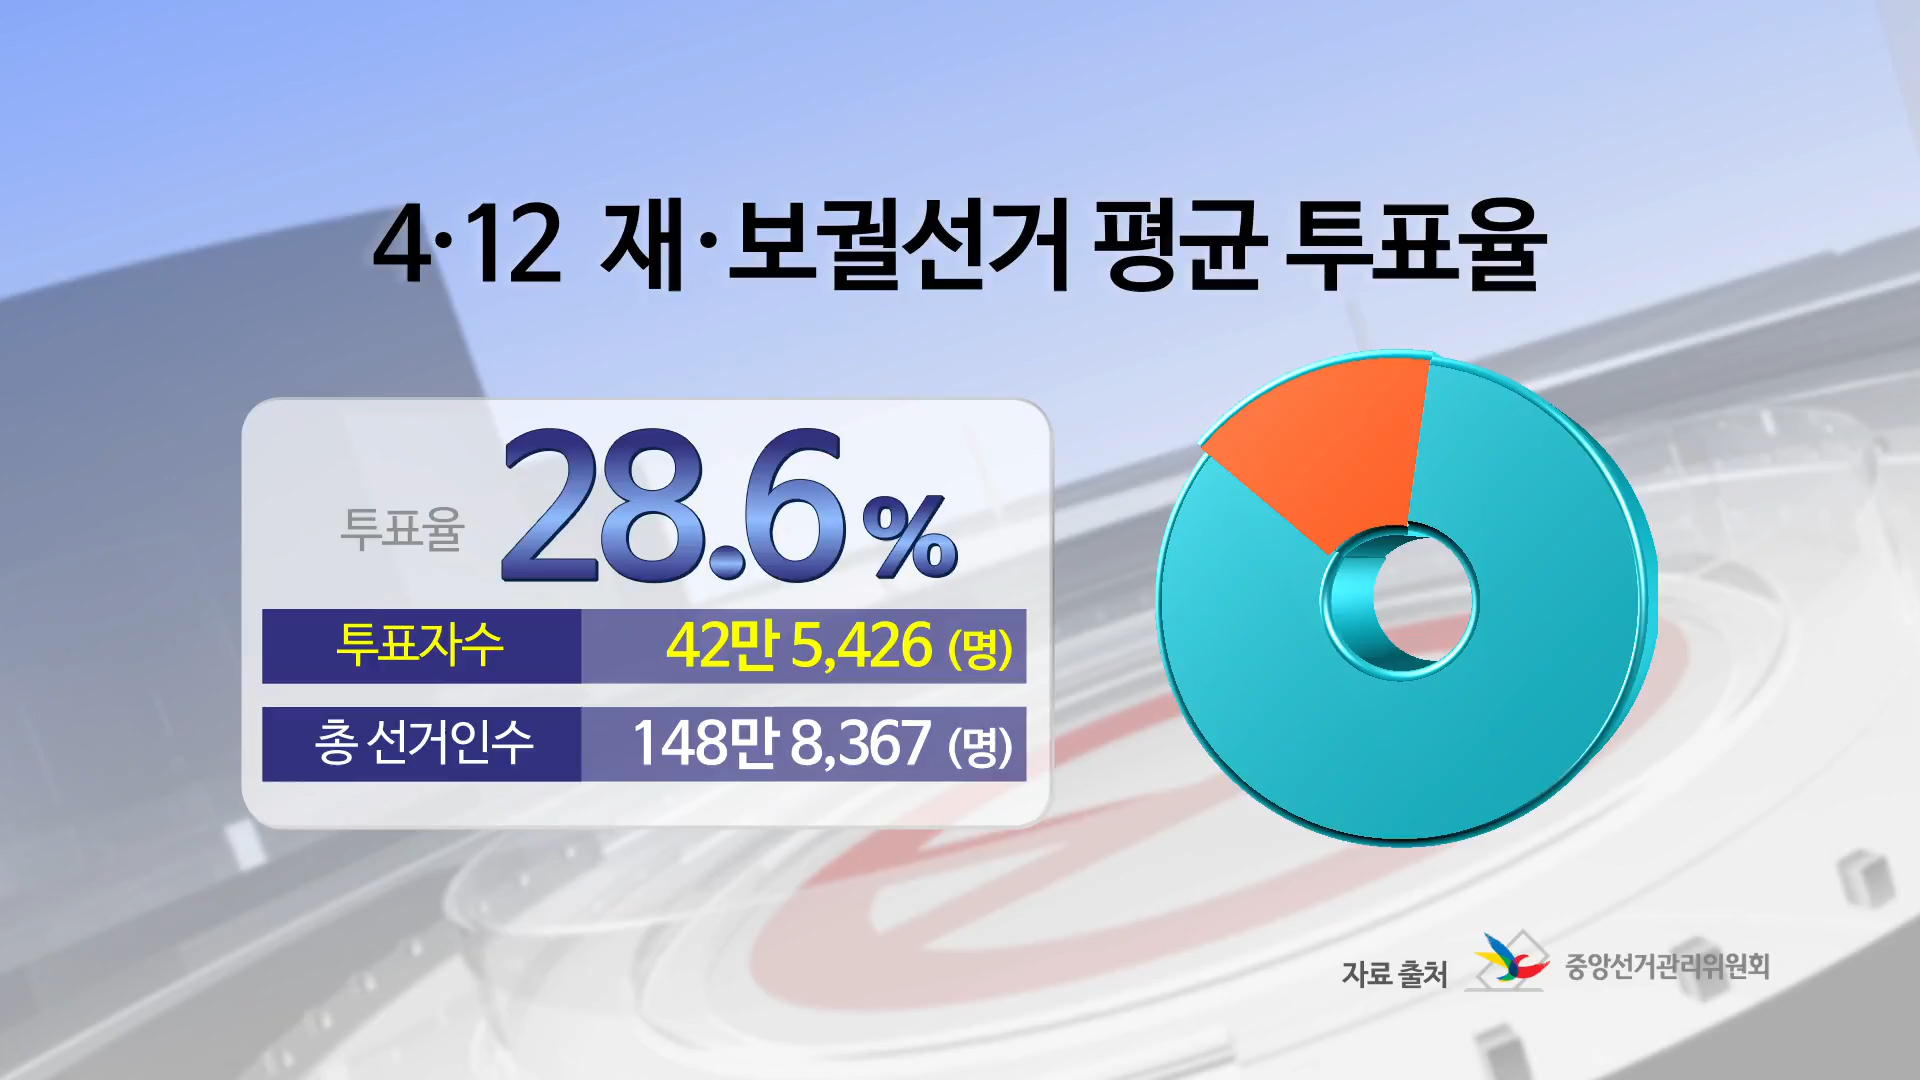 4·12 재·보궐선거 평균 투표율
투표율 28.6%
투표자수 42만 5,426 (명)
총 선거인수 148만 8,367 (명)
자료 출처 중앙선거관리위원회